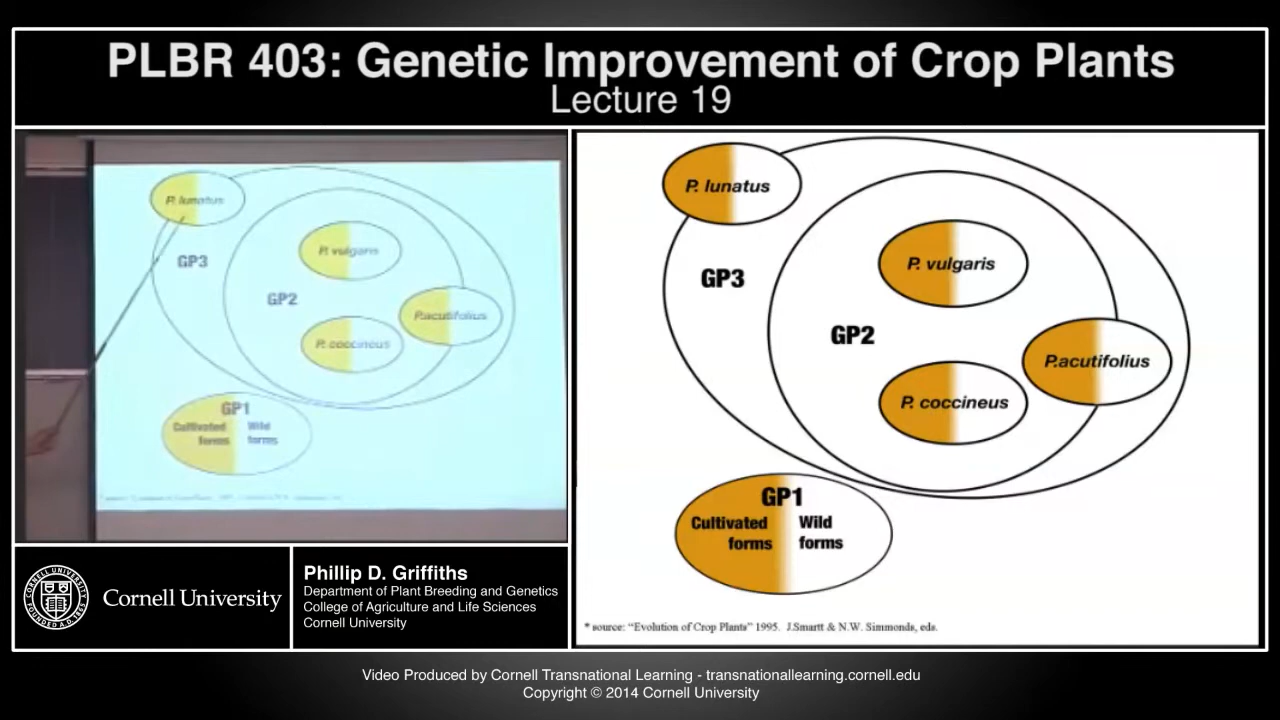 PLBR 403: Genetic Improvement of Crop Plants
Lecture 19
P. lunatus
P. vulgaris
GP3
GP2
P.acutifolius
P. coccineus
GP1
Cultivated Wild
forms forms
P. lunatus
P. vulgaris
GP3
GP2
P.acutifolius
P. coccineus
GP1
Cultivated Wild
forms forms
* source: "Evolution of Crop Plants" 1995. J.Smartt & N.W. Simmonds, eds.
Cornell University
Phillip D. Griffiths
Department of Plant Breeding and Genetics
College of Agriculture and Life Sciences
Cornell University
Video Produced by Cornell Transnational Learning - transnationallearning.cornell.edu
Copyright © 2014 Cornell University